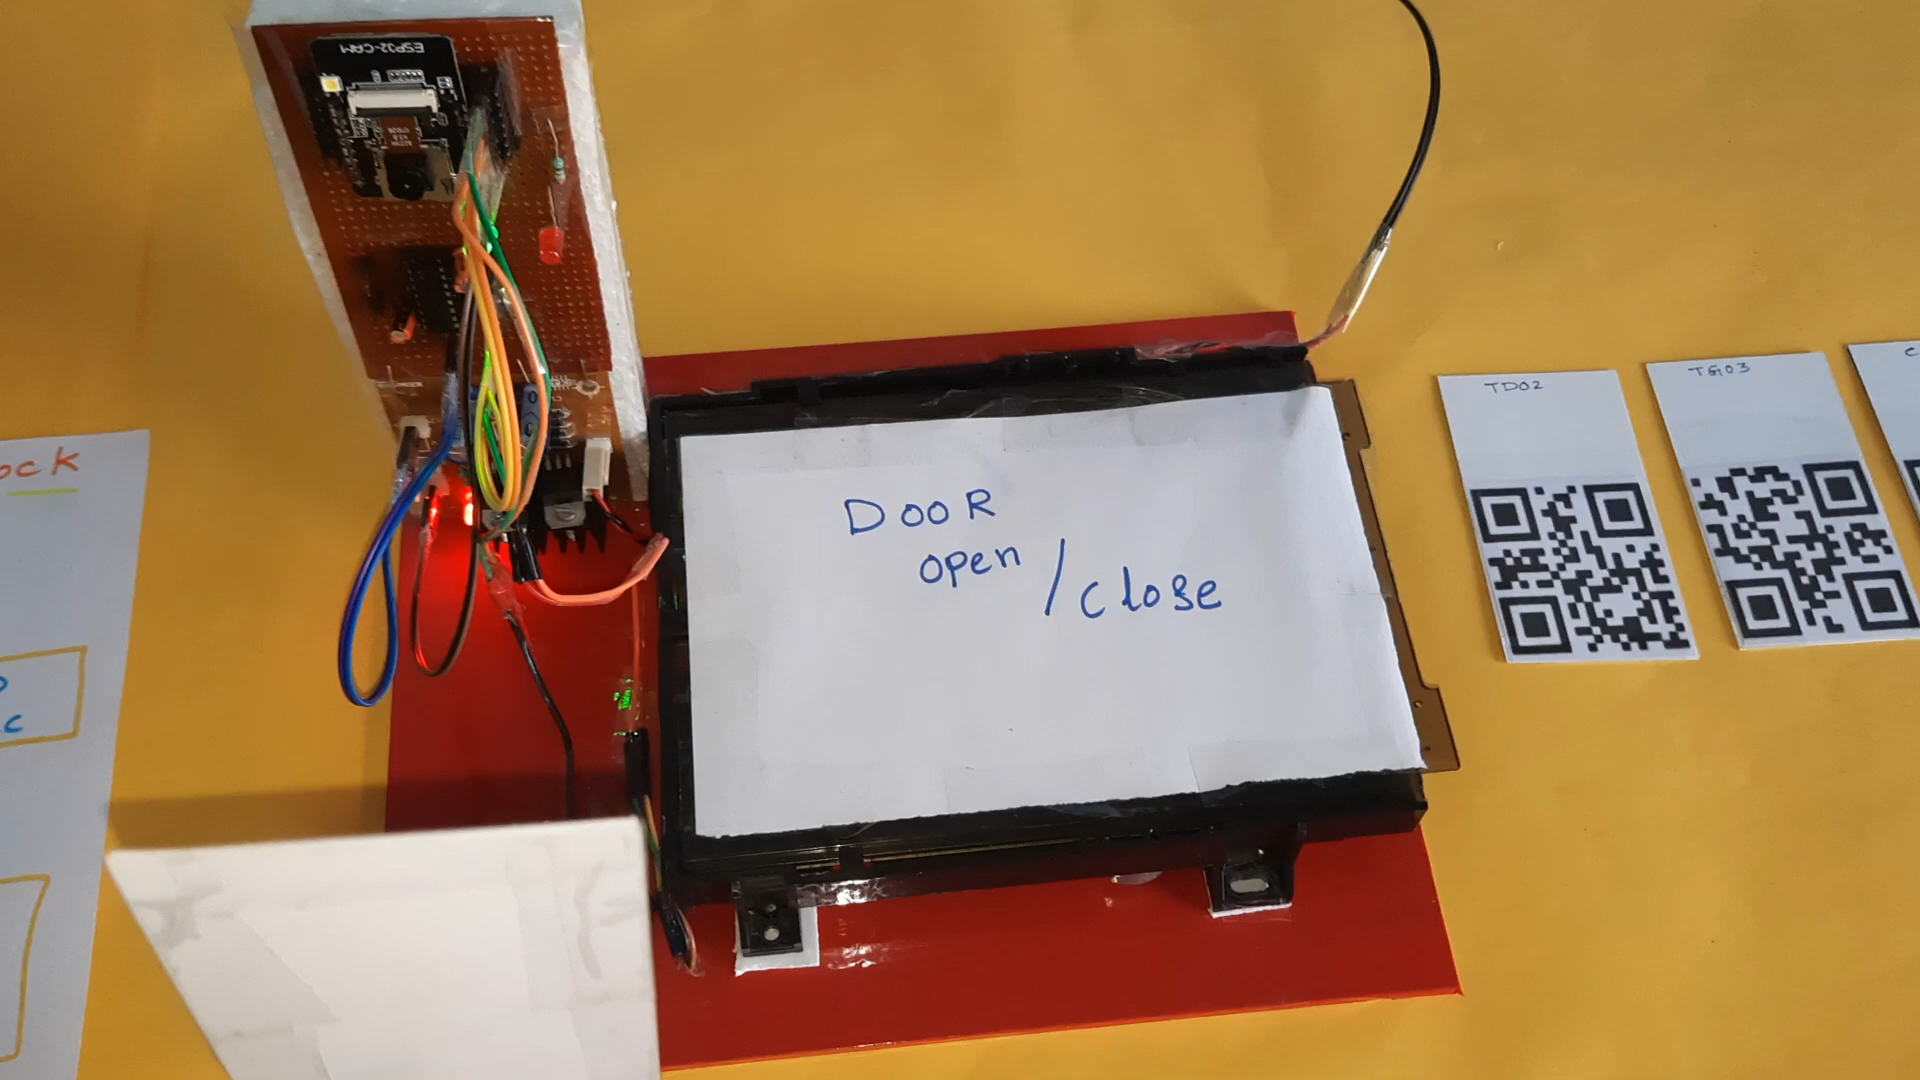 ESP32-CAM
ock
C
DOOR
open
/close
TD02
TG03
C